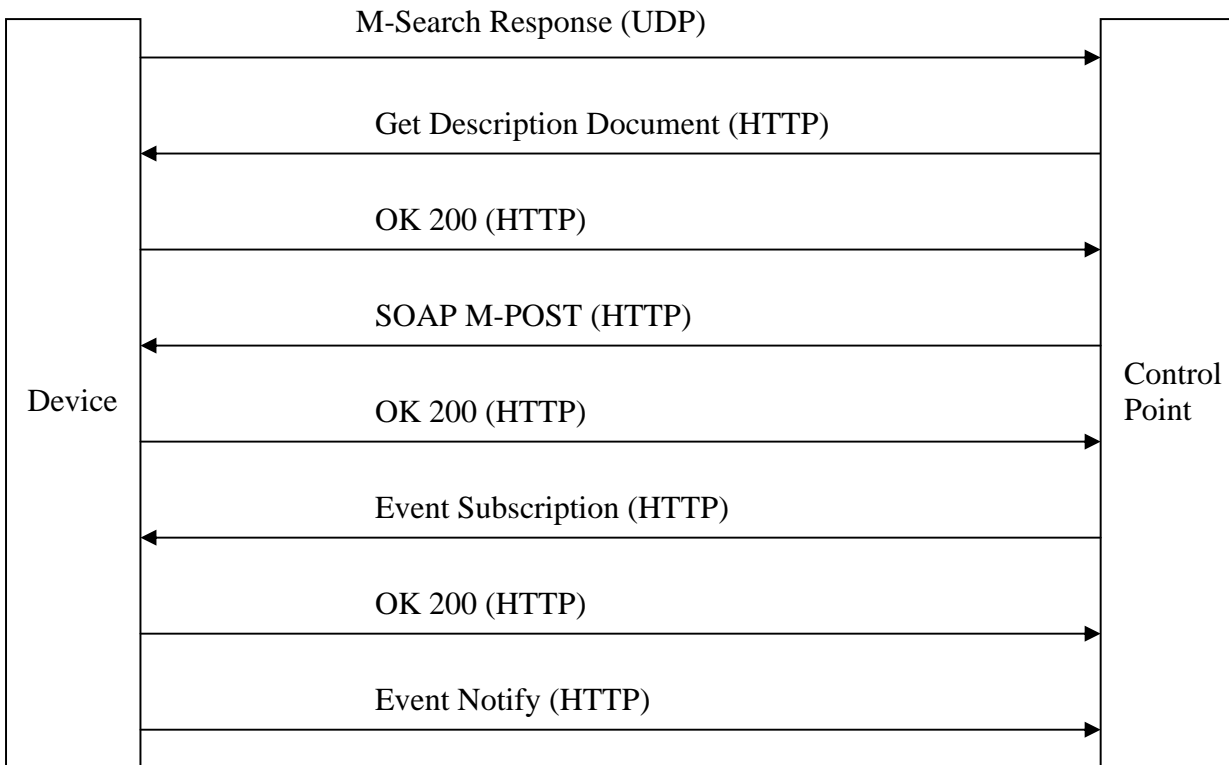 M-Search Response (UDP)
Get Description Document (HTTP)
OK 200 (HTTP)
SOAP M-POST (HTTP)
Device
Control
Point
OK 200 (HTTP)
Event Subscription (HTTP)
OK 200 (HTTP)
Event Notify (HTTP)